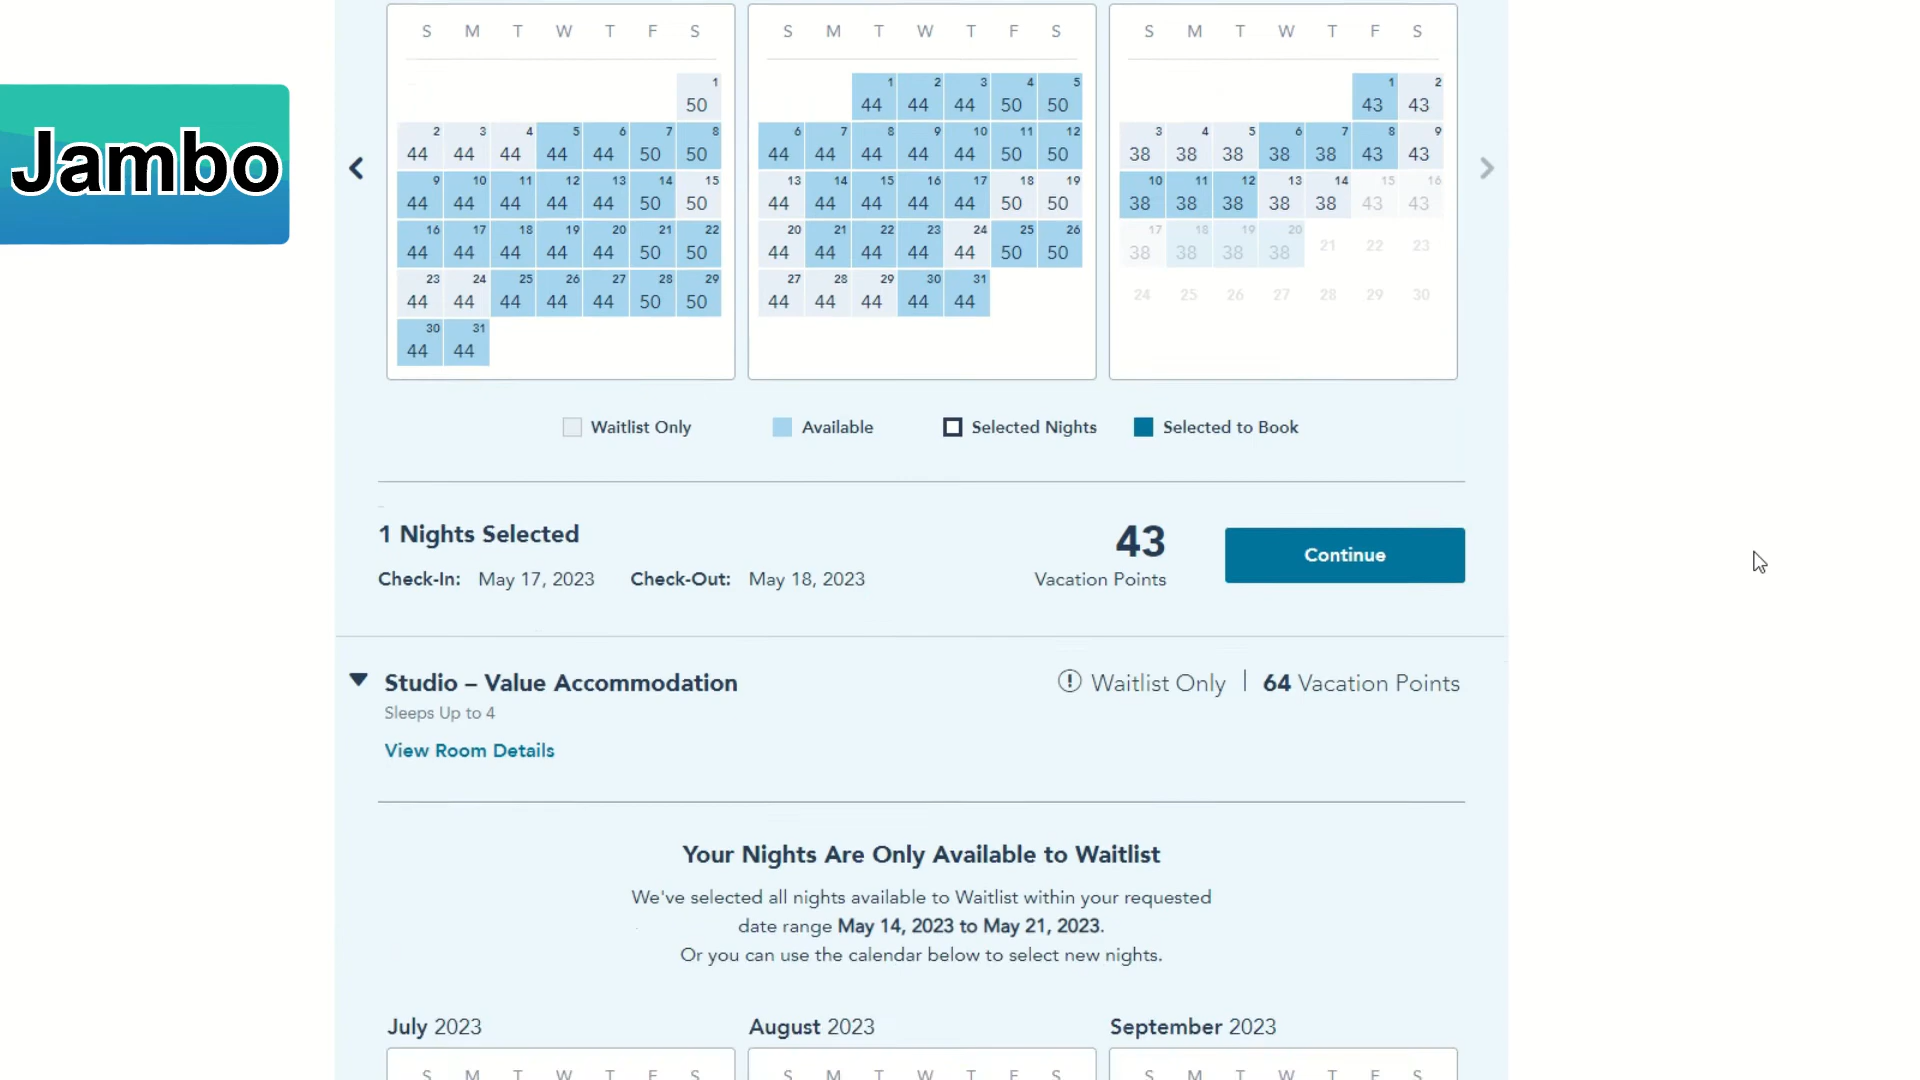 Jambo
S M T W T F S
1
50
2 3 4 5 6 7 8
44 44 44 44 44 50 50
9 10 11 12 13 14 15
44 44 44 44 44 50 50
16 17 18 19 20 21 22
44 44 44 44 44 50 50
23 24 25 26 27 28 29
44 44 44 44 44 50 50
30 31
44 44
S M T W T F S
1 2 3 4 5
44 44 44 50 50
6 7 8 9 10 11 12
44 44 44 44 44 50 50
13 14 15 16 17 18 19
44 44 44 44 44 50 50
20 21 22 23 24 25 26
44 44 44 44 44 50 50
27 28 29 30 31
44 44 44 44 44
S M T W T F S
1 2
43 43
3 4 5 6 7 8 9
38 38 38 38 38 43 43
10 11 12 13 14 15 16
38 38 38 38 38 43 43
17 18 19 20
38 38 38 38 21 22 23
24 25 26 27 28 29 30
Waitlist Only Available Selected Nights Selected to Book
1 Nights Selected
Check-In: May 17, 2023 Check-Out: May 18, 2023
43
Vacation Points
Continue
Studio – Value Accommodation
Sleeps Up to 4
View Room Details
Waitlist Only | 64 Vacation Points
Your Nights Are Only Available to Waitlist
We've selected all nights available to Waitlist within your requested
date range May 14, 2023 to May 21, 2023.
Or you can use the calendar below to select new nights.
July 2023 August 2023 September 2023
S M T W T F S S M T W T F S S M T W T F S